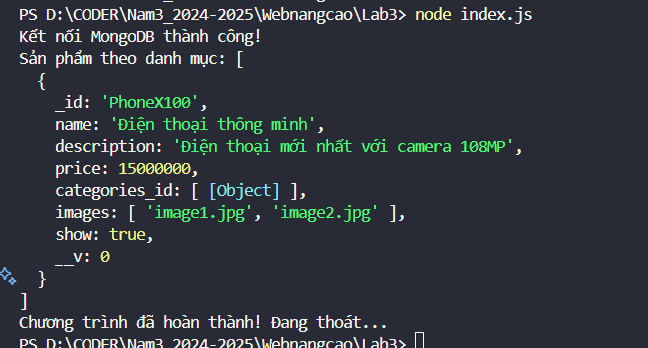 PS D:\CODER\Nam3_2024-2025\Webnangcao\Lab3> node index.js
Kết nối MongoDB thành công!
Sản phẩm theo danh mục: [
{
_id: 'PhoneX100',
name: 'Điện thoại thông minh',
description: 'Điện thoại mới nhất với camera 108MP',
price: 15000000,
categories_id: [ [Object] ],
images: [ 'image1.jpg', 'image2.jpg' ],
show: true,
__v: 0
}
]
Chương trình đã hoàn thành! Đang thoát...
PS D:\CODER\Nam3_2024-2025\Webnangcao\Lab3>